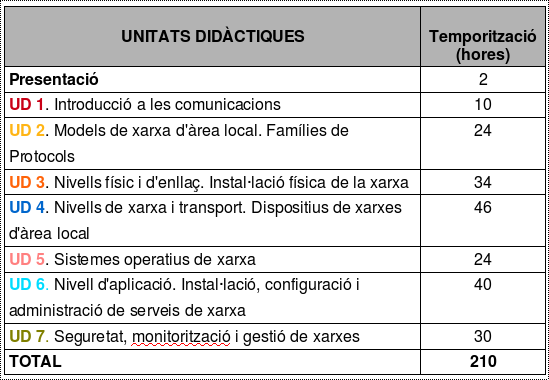 UNITATS DIDÀCTIQUES
Temporització
(hores)
Presentació 2
UD 1. Introducció a les comunicacions 10
UD 2. Models de xarxa d'àrea local. Famílies de 24
Protocols
UD 3. Nivells físic i d'enllaç. Instal·lació física de la xarxa 34
UD 4. Nivells de xarxa i transport. Dispositius de xarxes 46
d'àrea local
UD 5. Sistemes operatius de xarxa 24
UD 6. Nivell d'aplicació. Instal·lació, configuració i 40
administració de serveis de xarxa
UD 7. Seguretat, monitorització i gestió de xarxes 30
TOTAL 210